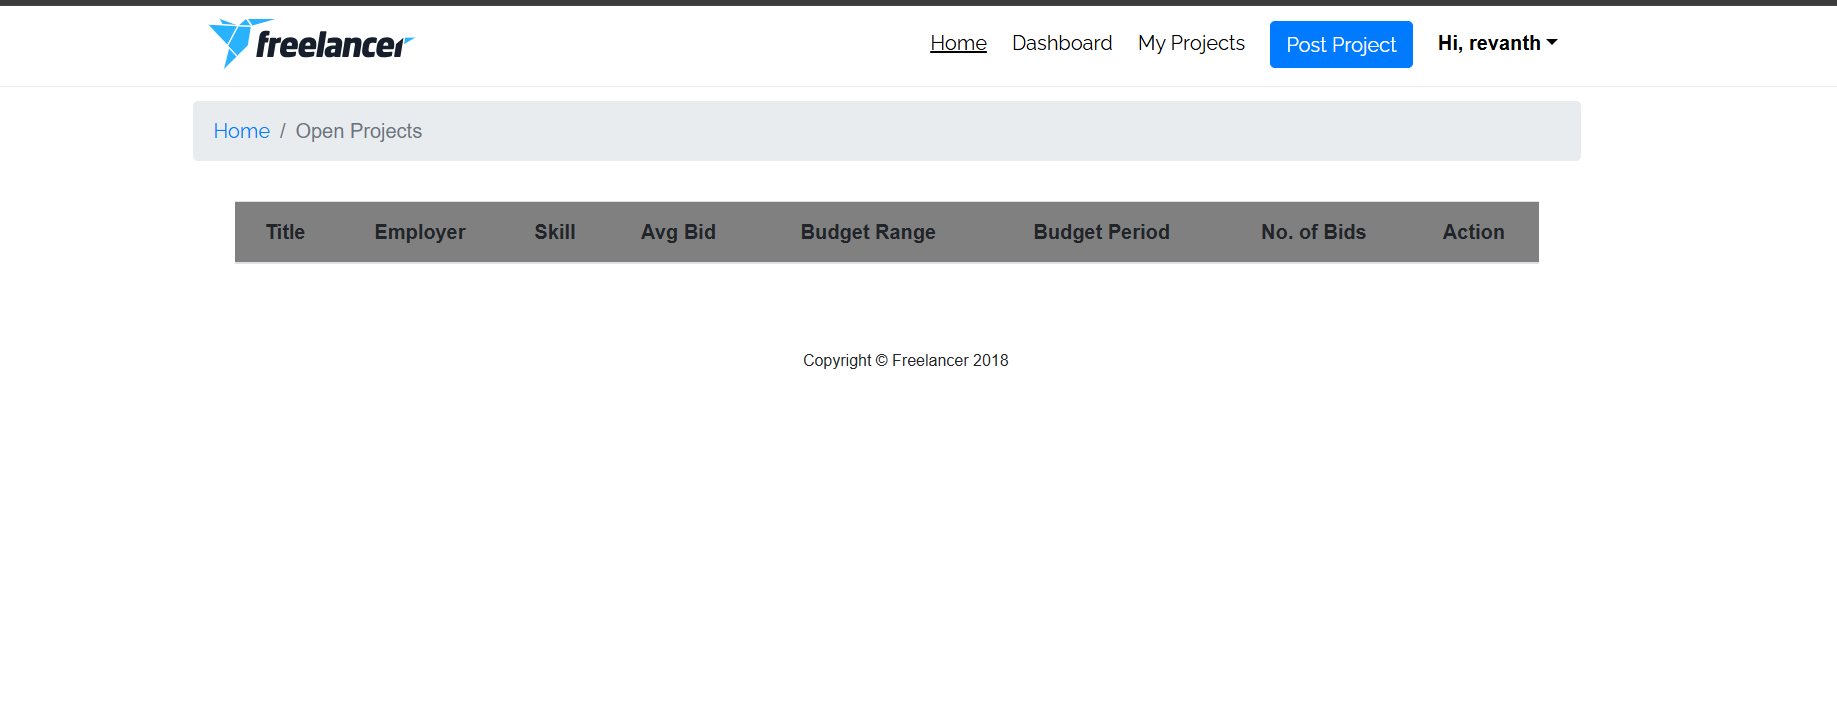 freelancer Home Dashboard My Projects Post Project Hi, revanth
Home / Open Projects
Title Employer Skill Avg Bid Budget Range Budget Period No. of Bids Action
Copyright © Freelancer 2018